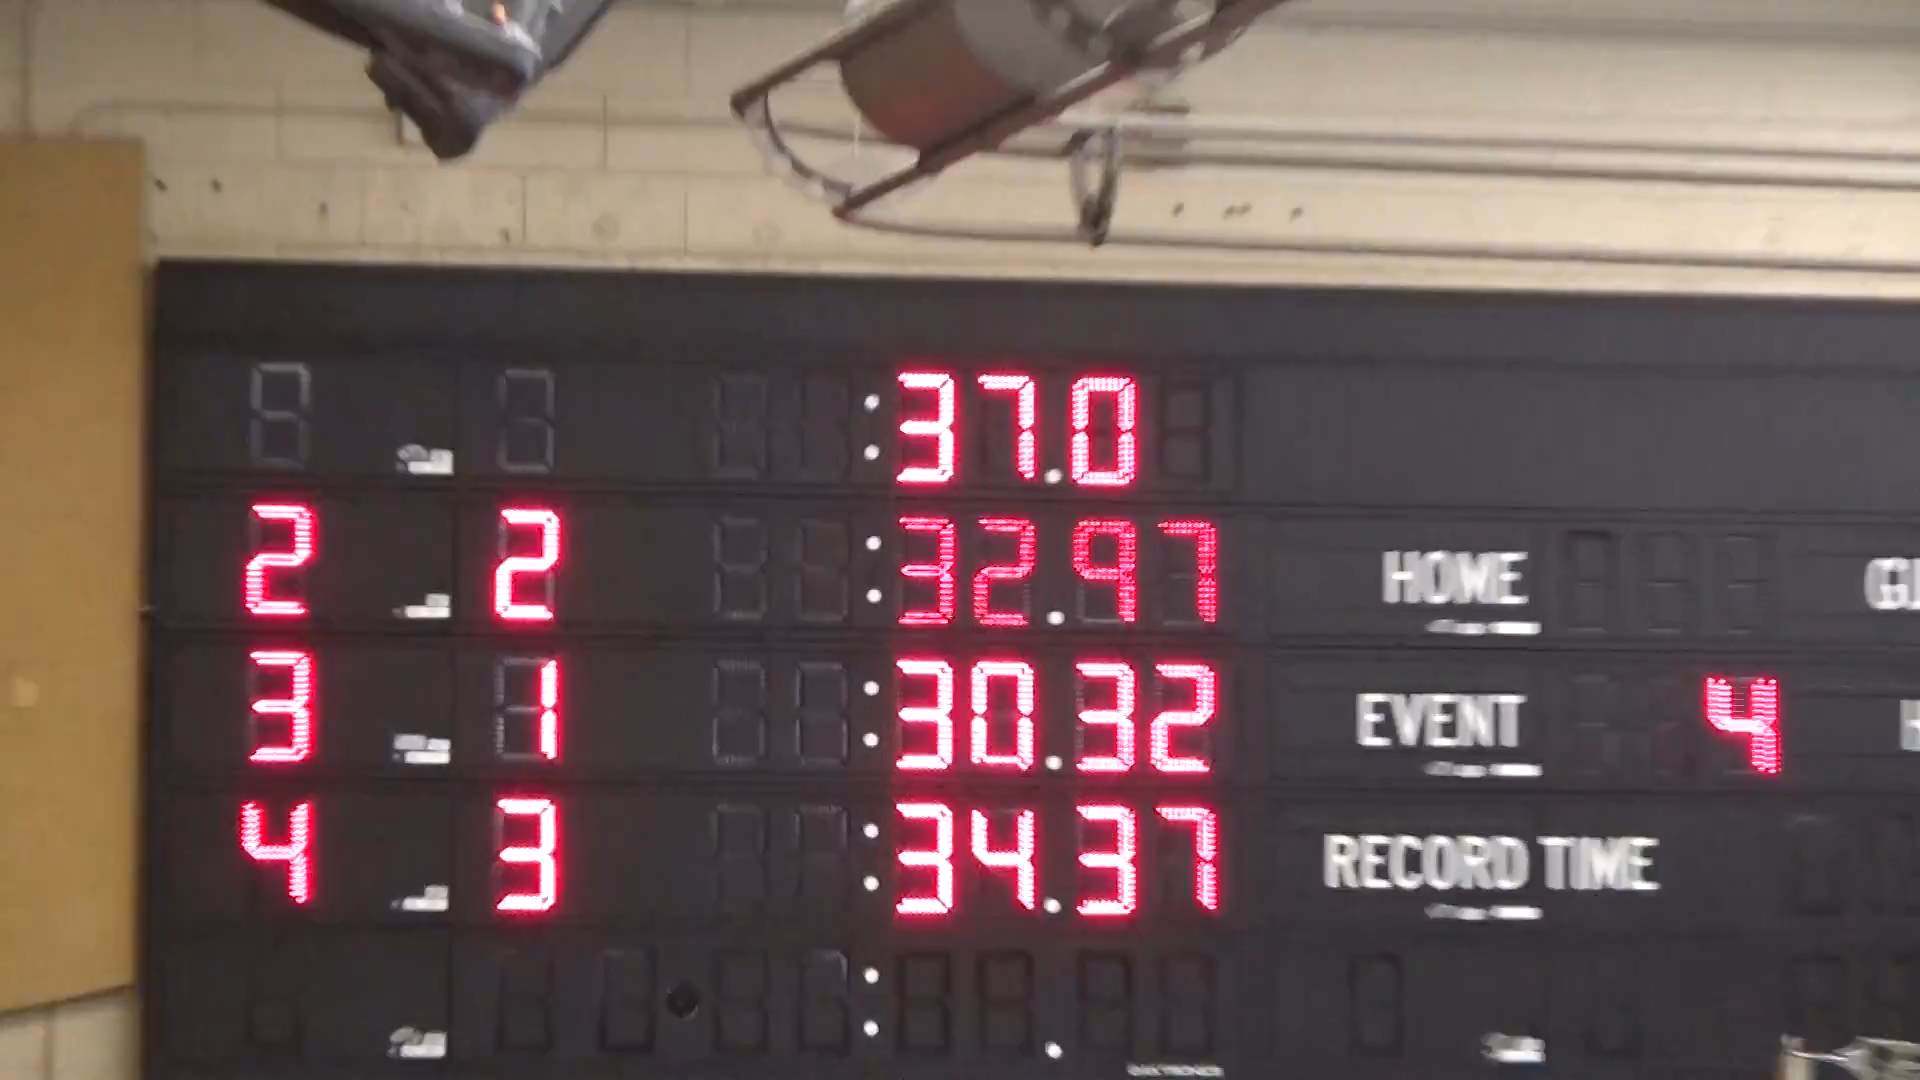 :37.0
2 2 :32.97 HOME
3 1 :30.32 EVENT 4
4 3 :34.37 RECORD TIME
DAKTRONICS